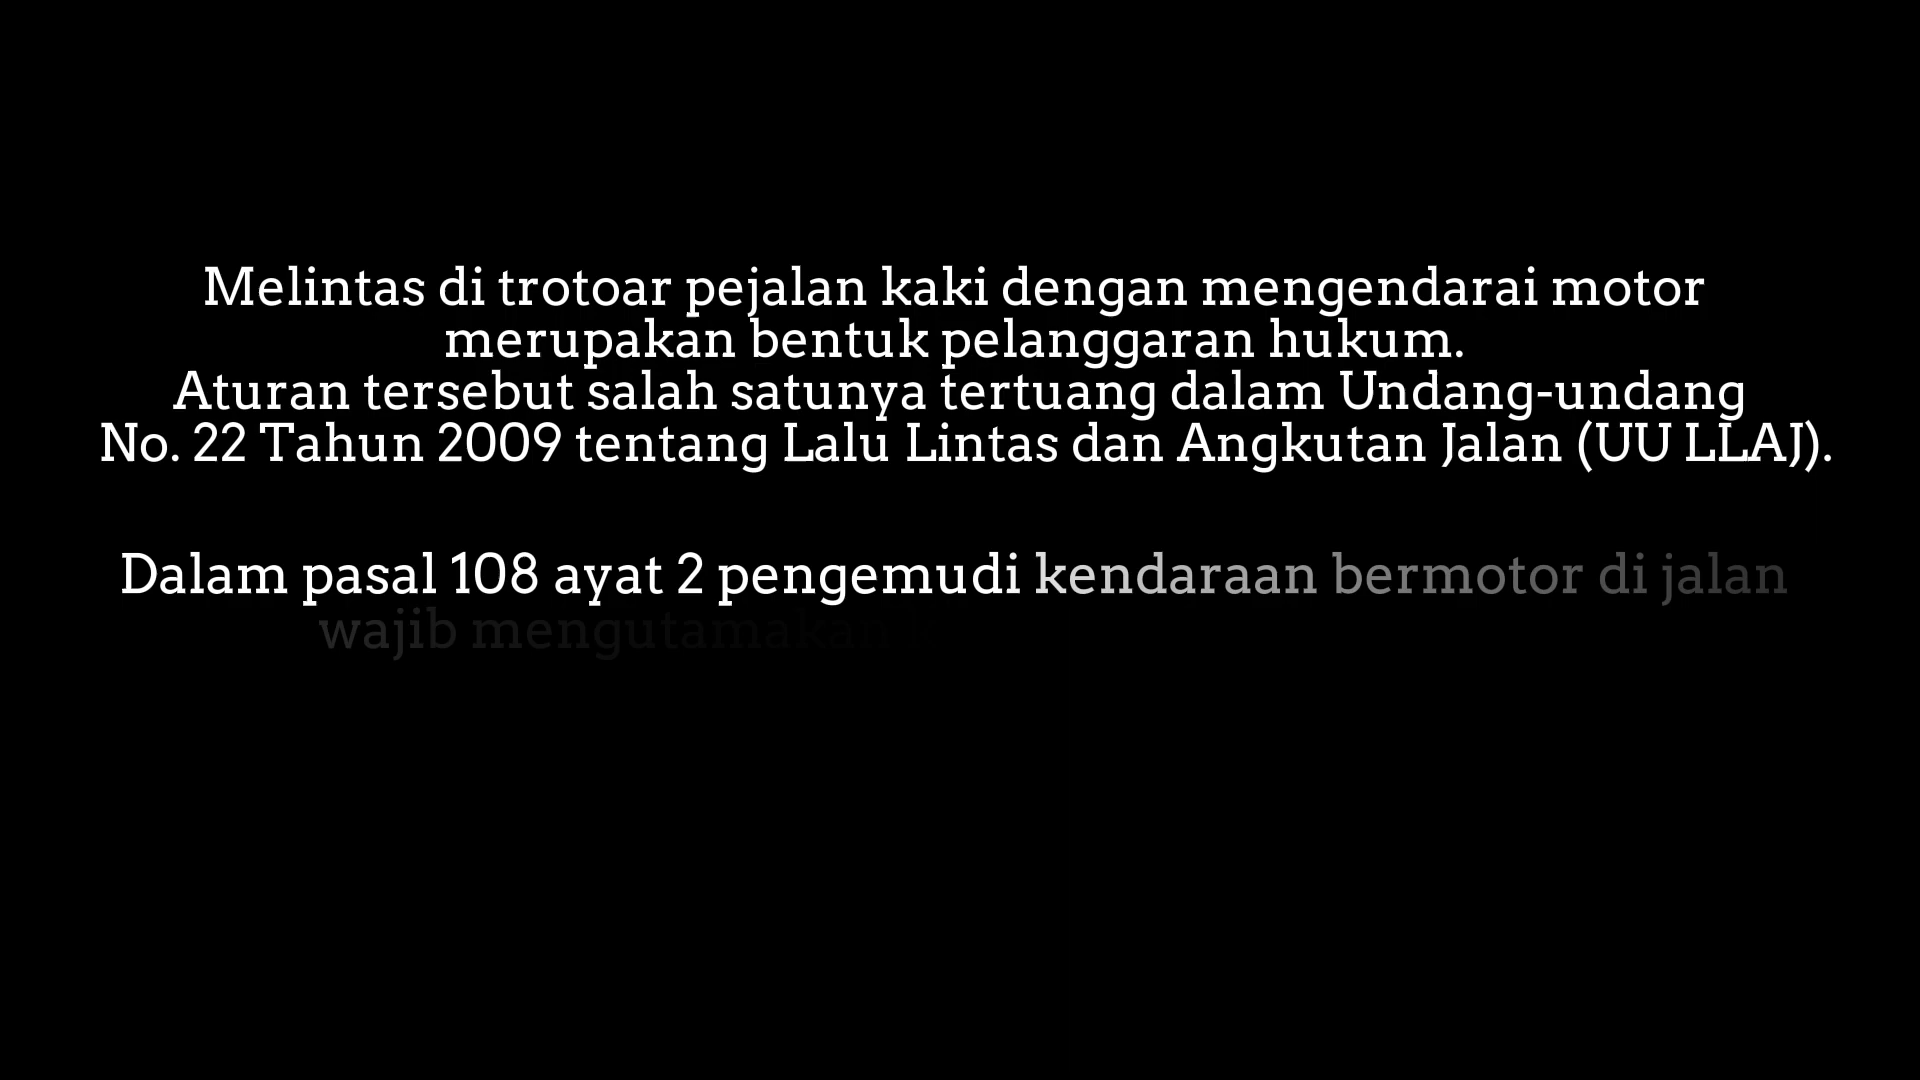 Melintas di trotoar pejalan kaki dengan mengendarai motor
merupakan bentuk pelanggaran hukum.
Aturan tersebut salah satunya tertuang dalam Undang-undang
No. 22 Tahun 2009 tentang Lalu Lintas dan Angkutan Jalan (UU LLAJ).
Dalam pasal 108 ayat 2 pengemudi kendaraan bermotor di jalan
wajib mengutamakan